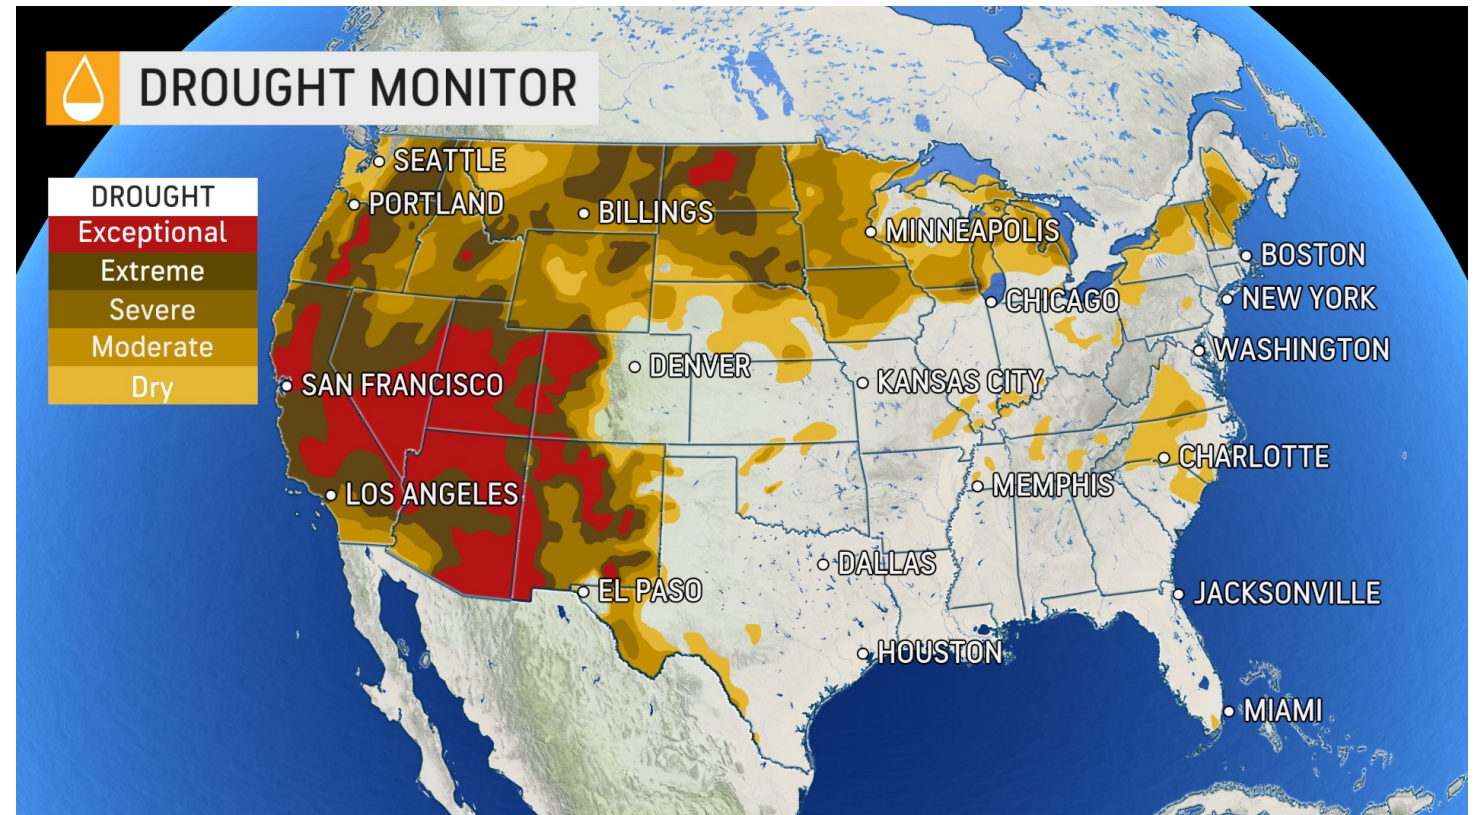 DROUGHT MONITOR
DROUGHT
Exceptional
Extreme
Severe
Moderate
Dry
SEATTLE
PORTLAND
BILLINGS
MINNEAPOLIS
BOSTON
CHICAGO
NEW YORK
WASHINGTON
DENVER
SAN FRANCISCO
KANSAS CITY
CHARLOTTE
LOS ANGELES
MEMPHIS
DALLAS
EL PASO
JACKSONVILLE
HOUSTON
MIAMI